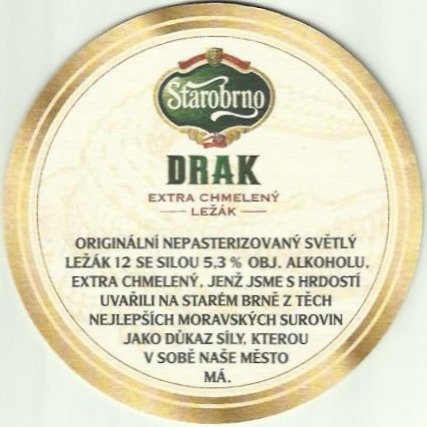 Starobrno
DRAK
EXTRA CHMELENÝ
LEŽÁK
ORIGINÁLNÍ NEPASTERIZOVANÝ SVĚTLÝ
LEŽÁK 12 SE SILOU 5,3 % OBJ. ALKOHOLU.
EXTRA CHMELENÝ, JENŽ JSME S HRDOSTÍ
UVAŘILI NA STARÉM BRNĚ Z TĚCH
NEJLEPŠÍCH MORAVSKÝCH SUROVIN
JAKO DŮKAZ SÍLY, KTEROU
V SOBĚ NAŠE MĚSTO
MÁ.